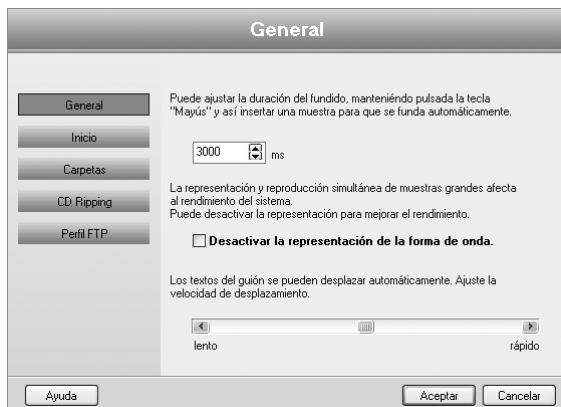 General
General
Inicio
Carpetas
CD Ripping
Perfil FTP
Puede ajustar la duración del fundido, manteniéndo pulsada la tecla
"Mayús" y así insertar una muestra para que se funda automáticamente.
3000 ms
La representación y reproducción simultánea de muestras grandes afecta
al rendimiento del sistema.
Puede desactivar la representación para mejorar el rendimiento.
Desactivar la representación de la forma de onda.
Los textos del guión se pueden desplazar automáticamente. Ajuste la
velocidad de desplazamiento.
lento rápido
Ayuda Aceptar Cancelar